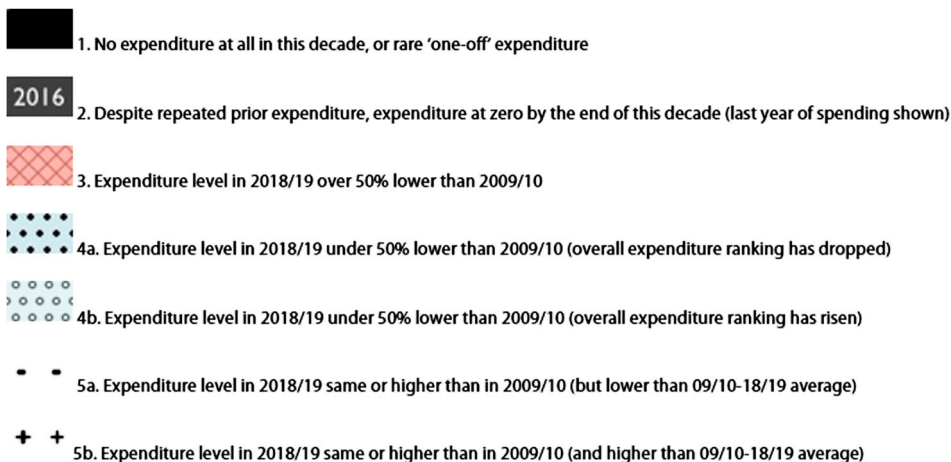 1. No expenditure at all in this decade, or rare ‘one-off’ expenditure
2016
2. Despite repeated prior expenditure, expenditure at zero by the end of this decade (last year of spending shown)
3. Expenditure level in 2018/19 over 50% lower than 2009/10
4a. Expenditure level in 2018/19 under 50% lower than 2009/10 (overall expenditure ranking has dropped)
4b. Expenditure level in 2018/19 under 50% lower than 2009/10 (overall expenditure ranking has risen)
- -
5a. Expenditure level in 2018/19 same or higher than in 2009/10 (but lower than 09/10-18/19 average)
+ +
5b. Expenditure level in 2018/19 same or higher than in 2009/10 (and higher than 09/10-18/19 average)